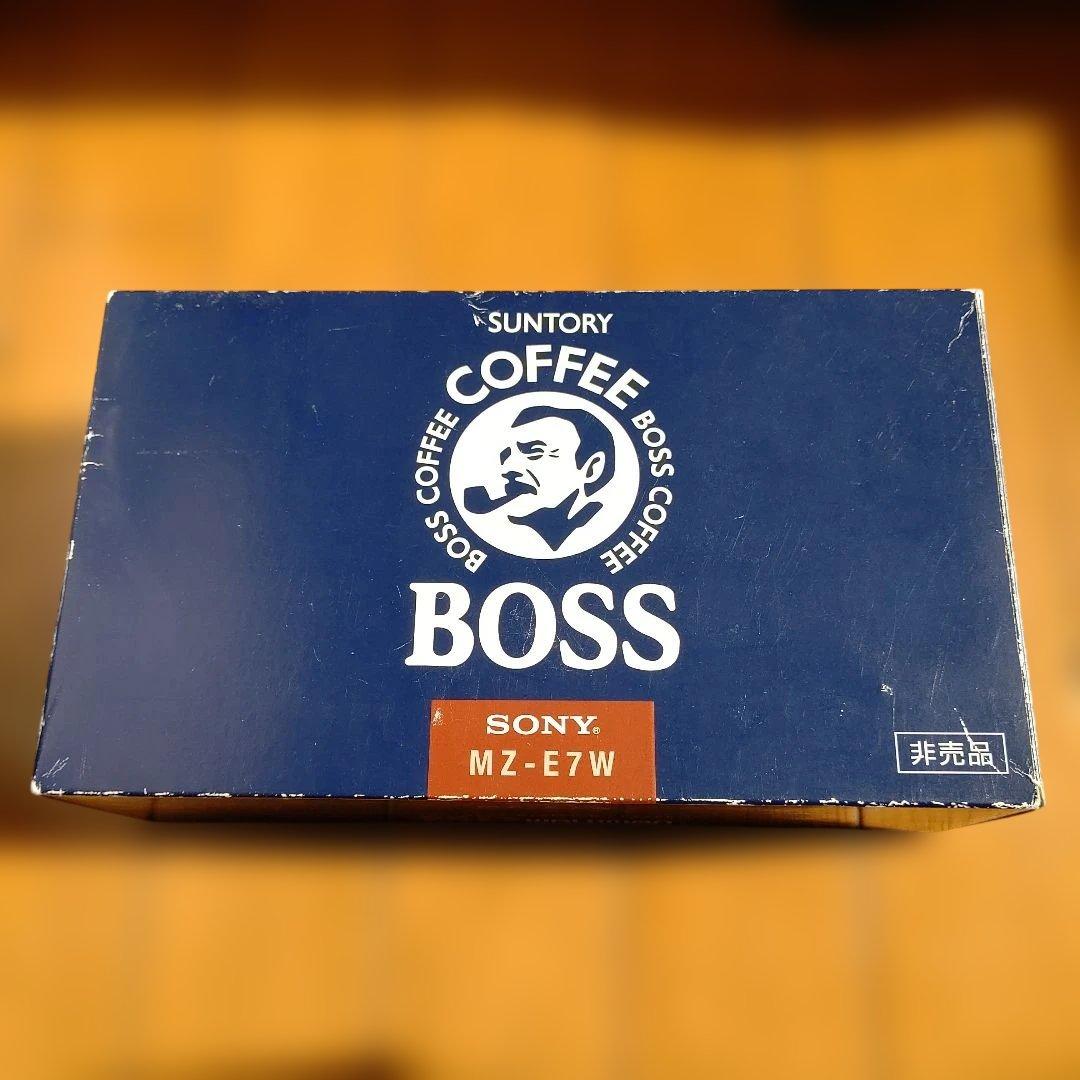 SUNTORY
COFFEE
BOSS COFFEE
BOSS COFFEE
BOSS
SONY®
MZ-E7W
非売品